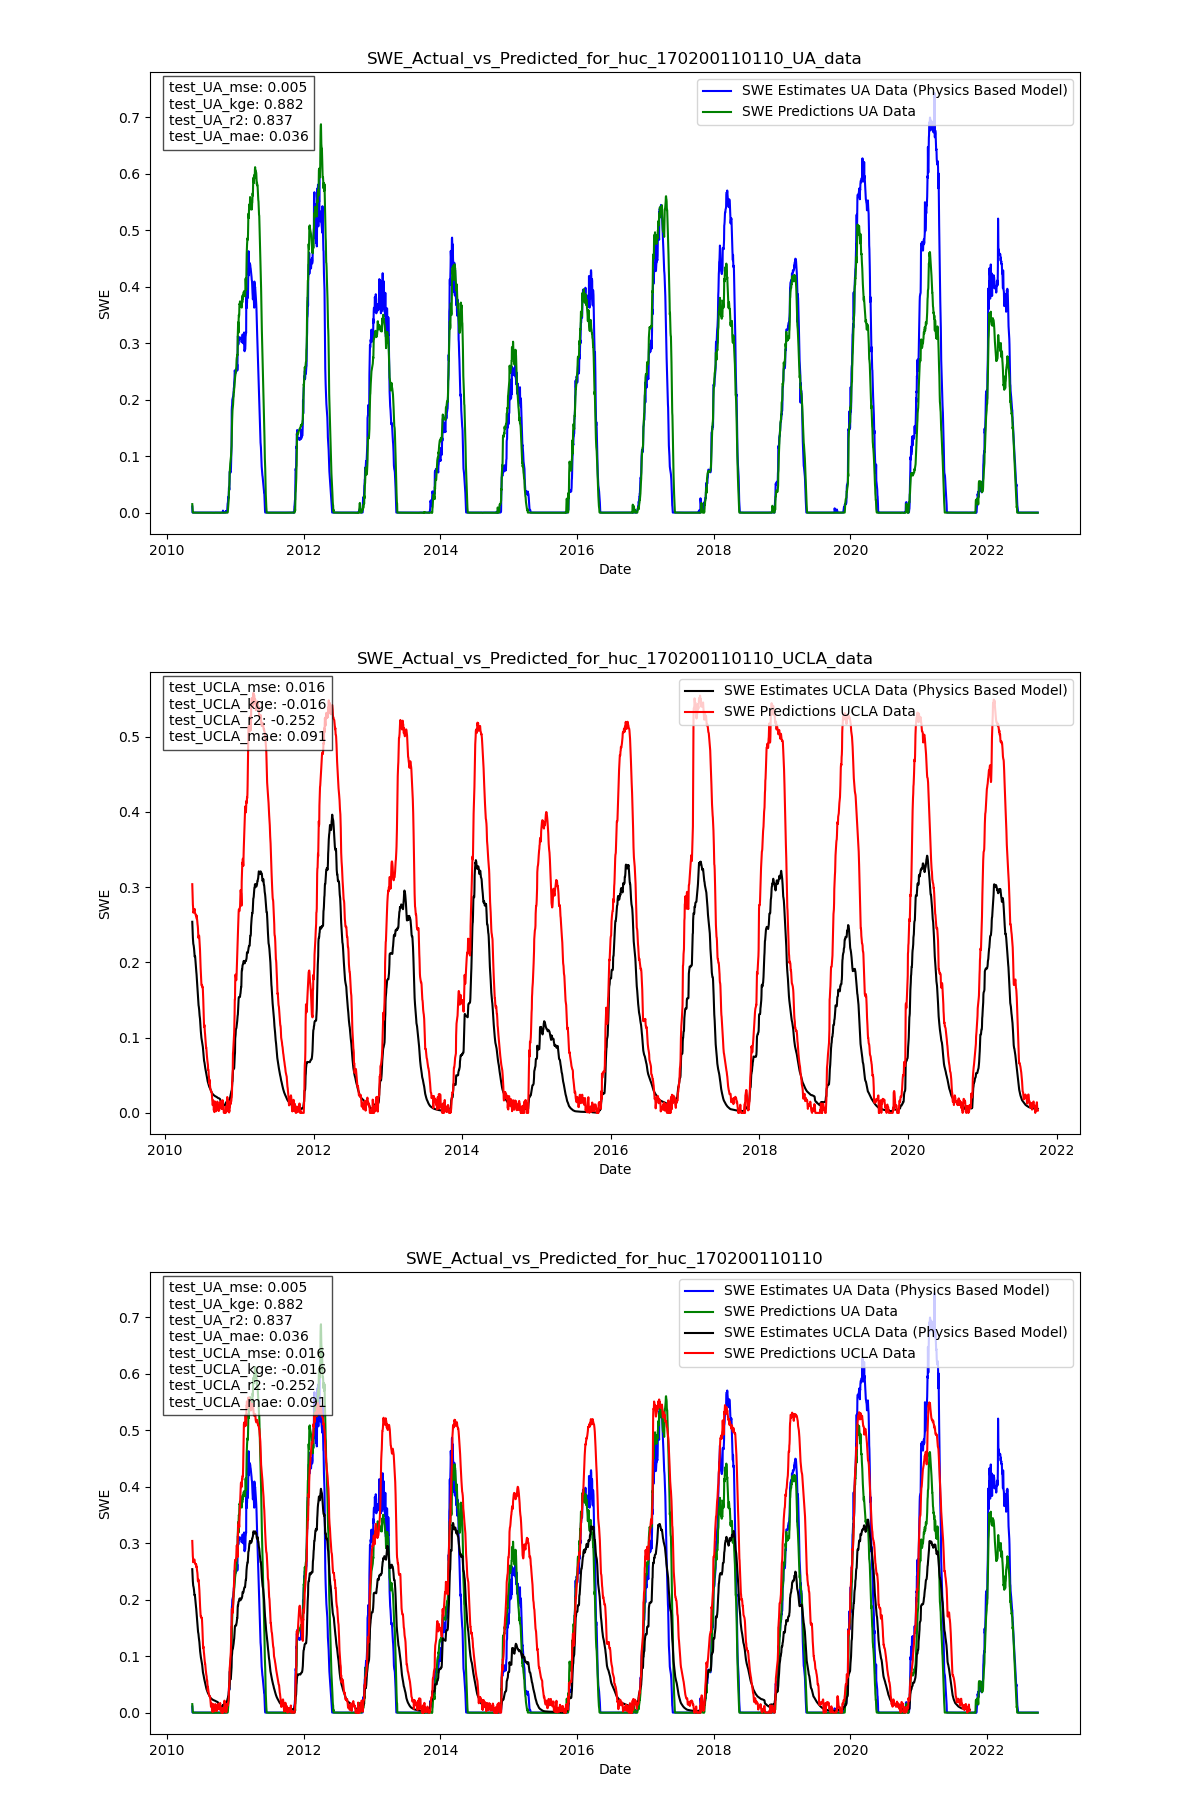 SWE_Actual_vs_Predicted_for_huc_170200110110_UA_data
test_UA_mse: 0.005
test_UA_kge: 0.882
test_UA_r2: 0.837
test_UA_mae: 0.036
SWE Estimates UA Data (Physics Based Model)
SWE Predictions UA Data
0.7
0.6
0.5
0.4
0.3
0.2
0.1
0.0
SWE
2010 2012 2014 2016 2018 2020 2022
Date
SWE_Actual_vs_Predicted_for_huc_170200110110_UCLA_data
test_UCLA_mse: 0.016
test_UCLA_kge: -0.016
test_UCLA_r2: -0.252
test_UCLA_mae: 0.091
SWE Estimates UCLA Data (Physics Based Model)
SWE Predictions UCLA Data
0.5
0.4
0.3
0.2
0.1
0.0
SWE
2010 2012 2014 2016 2018 2020 2022
Date
SWE_Actual_vs_Predicted_for_huc_170200110110
test_UA_mse: 0.005
test_UA_kge: 0.882
test_UA_r2: 0.837
test_UA_mae: 0.036
test_UCLA_mse: 0.016
test_UCLA_kge: -0.016
test_UCLA_r2: -0.252
test_UCLA_mae: 0.091
SWE Estimates UA Data (Physics Based Model)
SWE Predictions UA Data
SWE Estimates UCLA Data (Physics Based Model)
SWE Predictions UCLA Data
0.7
0.6
0.5
0.4
0.3
0.2
0.1
0.0
SWE
2010 2012 2014 2016 2018 2020 2022
Date